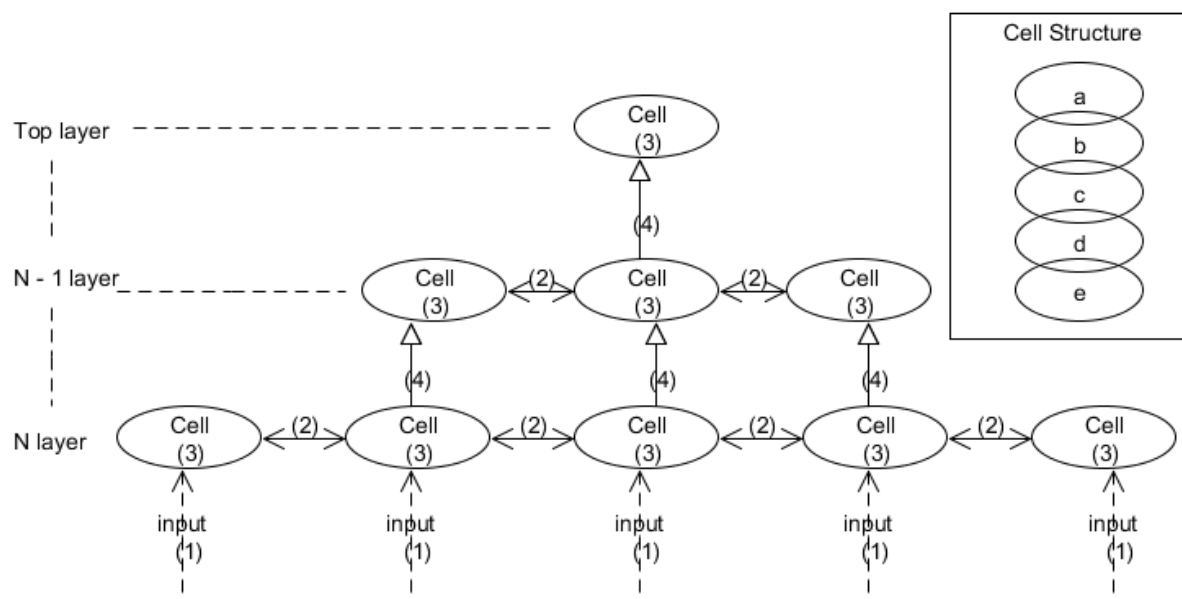 Cell Structure
a
b
c
d
e
Top layer
Cell
(3)
(4)
N - 1 layer
Cell
(3)
(2)
Cell
(3)
(2)
Cell
(3)
(4)
(4)
(4)
N layer
Cell
(3)
(2)
Cell
(3)
(2)
Cell
(3)
(2)
Cell
(3)
(2)
Cell
(3)
input
(1)
input
(1)
input
(1)
input
(1)
input
(1)